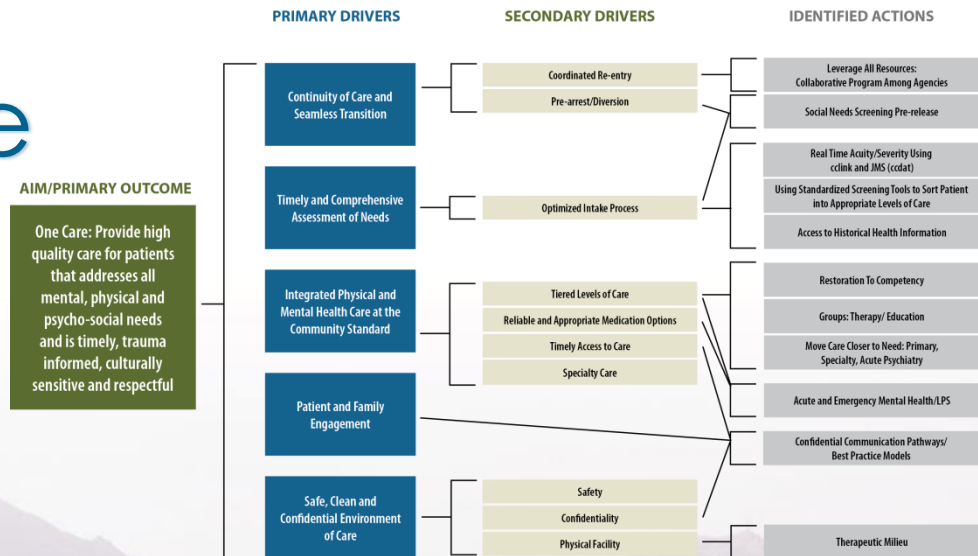 PRIMARY DRIVERS
SECONDARY DRIVERS
IDENTIFIED ACTIONS
e
AIM/PRIMARY OUTCOME
One Care: Provide high
quality care for patients
that addresses all
mental, physical and
psycho-social needs
and is timely, trauma
informed, culturally
sensitive and respectful
Continuity of Care and
Seamless Transition
Timely and Comprehensive
Assessment of Needs
Integrated Physical and
Mental Health Care at the
Community Standard
Patient and Family
Engagement
Safe, Clean and
Confidential Environment
of Care
Coordinated Re-entry
Pre-arrest/Diversion
Optimized Intake Process
Tiered Levels of Care
Reliable and Appropriate Medication Options
Timely Access to Care
Specialty Care
Safety
Confidentiality
Physical Facility
Leverage All Resources:
Collaborative Program Among Agencies
Social Needs Screening Pre-release
Real Time Acuity/Severity Using
cclink and JMS (ccdat)
Using Standardized Screening Tools to Sort Patient
into Appropriate Levels of Care
Access to Historical Health Information
Restoration To Competency
Groups: Therapy/ Education
Move Care Closer to Need: Primary,
Specialty, Acute Psychiatry
Acute and Emergency Mental Health/LPS
Confidential Communication Pathways/
Best Practice Models
Therapeutic Milieu